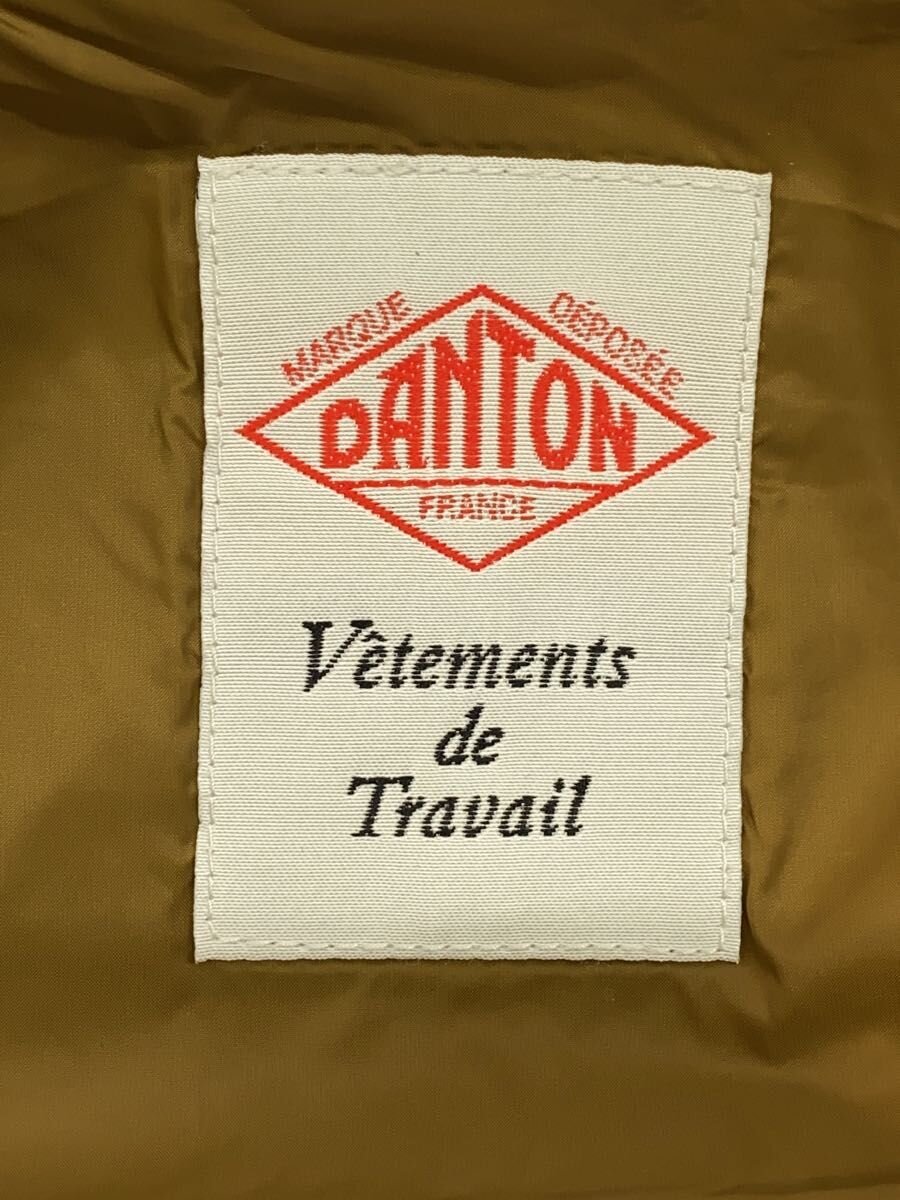 MARQUE DÉPOSÉE
DANTON
FRANCE
Vêtements
de
Travail